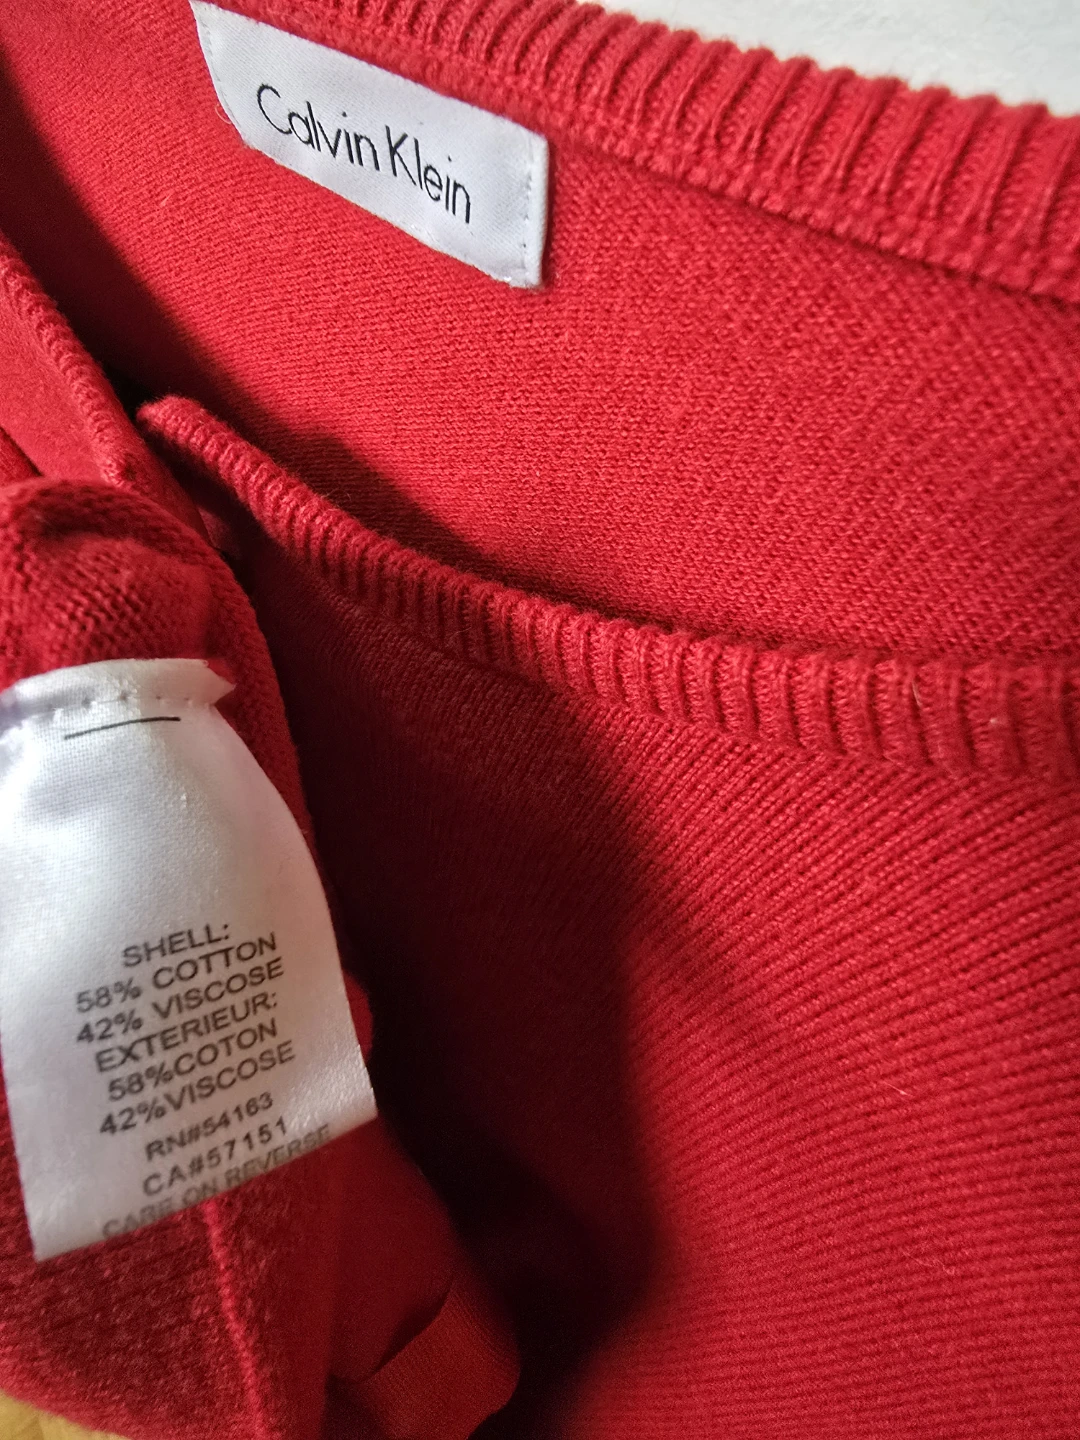 Calvin Klein
SHELL:
58% COTTON
42% VISCOSE
EXTERIEUR:
58%COTON
42%VISCOSE
RN#54163
CA#57151
CARE ON REVERSE